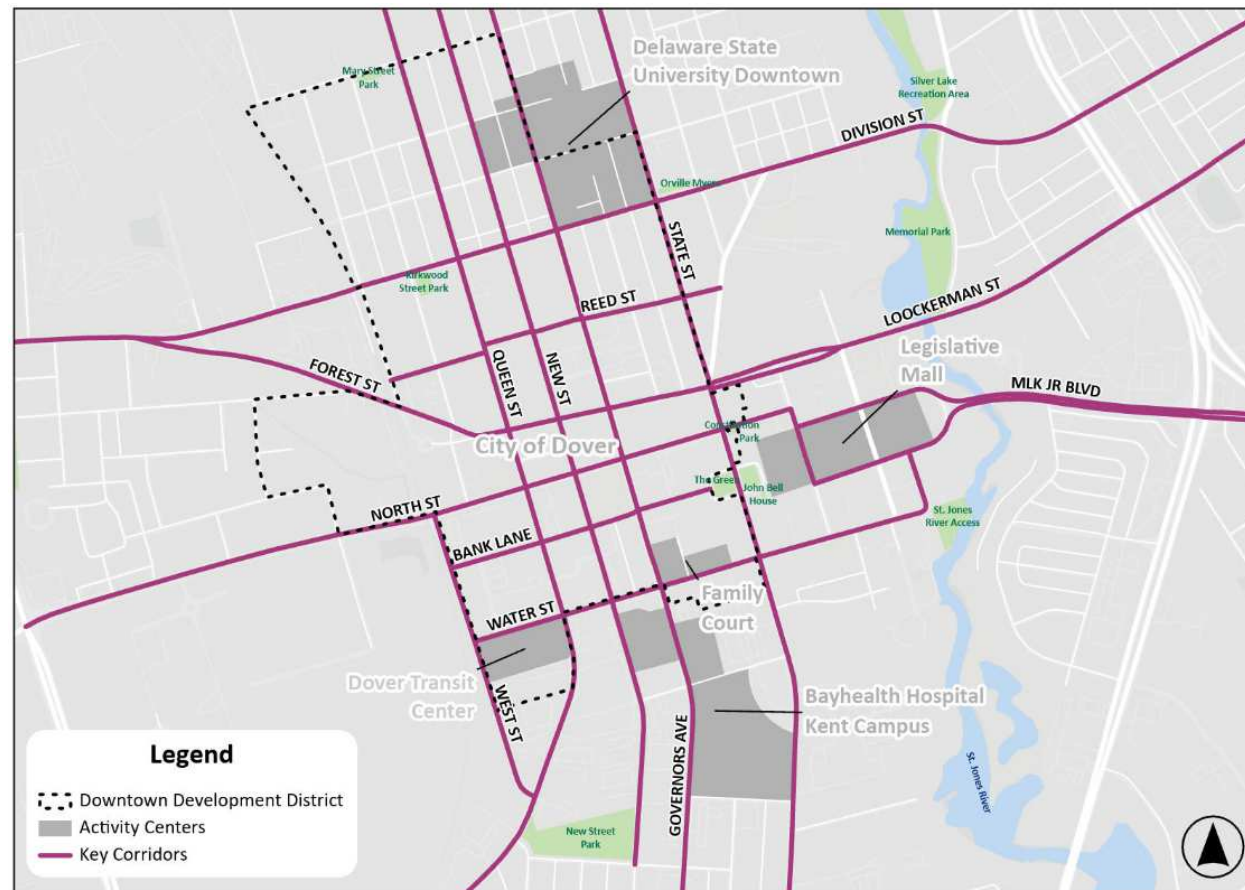 Delaware State
University Downtown
Mary Street
Park
Silver Lake
Recreation Area
DIVISION ST
Orville Myers
STATE ST
Memorial Park
Kirkwood
Street Park
REED ST
LOOCKERMAN ST
Legislative
Mall
FOREST ST
QUEEN ST
NEW ST
MLK JR BLVD
City of Dover
Constitution
Park
The Green
John Bell
House
NORTH ST
St. Jones
River Access
BANK LANE
Family
Court
WATER ST
Dover Transit
Center
WEST ST
Bayhealth Hospital
Kent Campus
GOVERNORS AVE
St. Jones River
New Street
Park
Legend
Downtown Development District
Activity Centers
Key Corridors